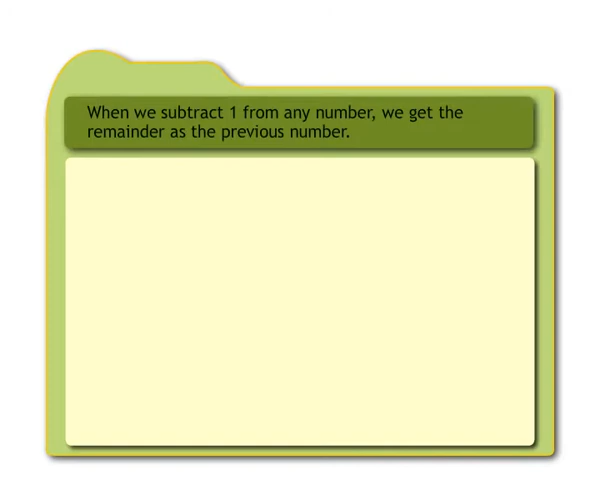 When we subtract 1 from any number, we get the
remainder as the previous number.